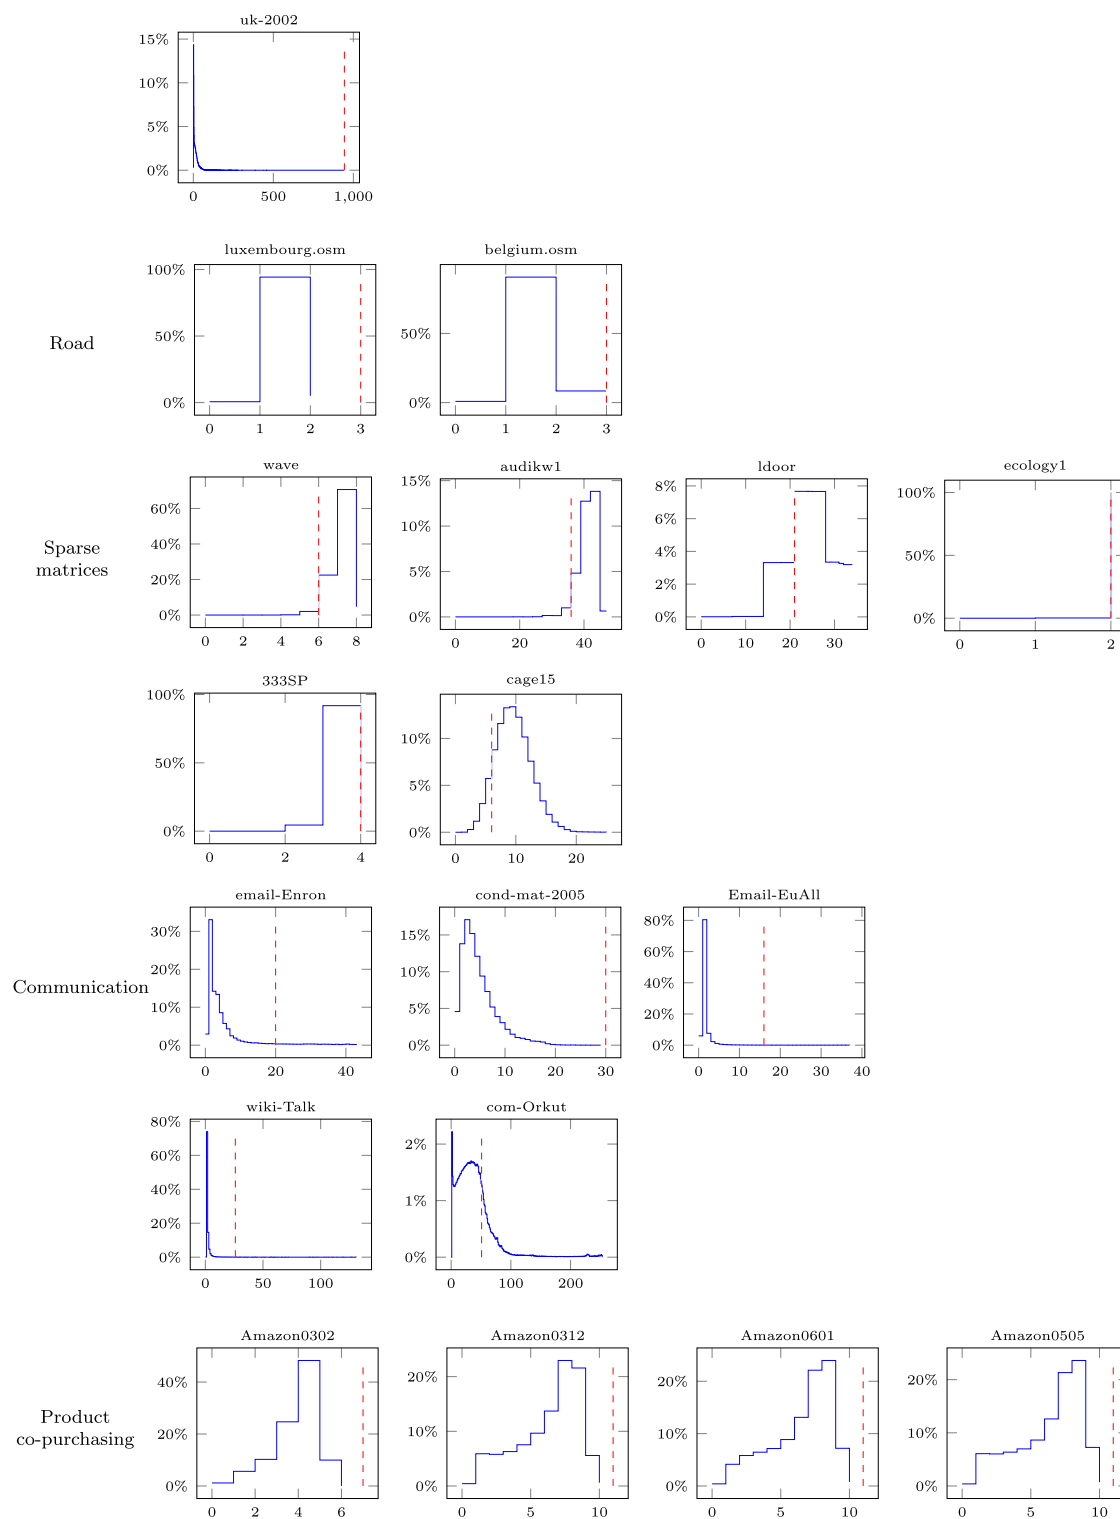 uk-2002
15%
10%
5%
0%
0 500 1,000
luxembourg.osm belgium.osm
100%
50%
0%
50%
0%
0 1 2 3
0 1 2 3
Road
wave audikw1 ldoor ecology1
60%
40%
20%
0%
0 2 4 6 8
15%
10%
5%
0%
0 20 40
8%
6%
4%
2%
0%
0 10 20 30
100%
50%
0%
0 1 2
Sparse
matrices
333SP cage15
100%
50%
0%
0 2 4
10%
5%
0%
0 10 20
email-Enron cond-mat-2005 Email-EuAll
30%
20%
10%
0%
0 20 40
15%
10%
5%
0%
0 10 20 30
80%
60%
40%
20%
0%
0 10 20 30 40
Communication
wiki-Talk com-Orkut
80%
60%
40%
20%
0%
0 50 100
2%
1%
0%
0 100 200
Amazon0302 Amazon0312 Amazon0601 Amazon0505
40%
20%
0%
0 2 4 6
20%
10%
0%
0 5 10
20%
10%
0%
0 5 10
20%
10%
0%
0 5 10
Product
co-purchasing